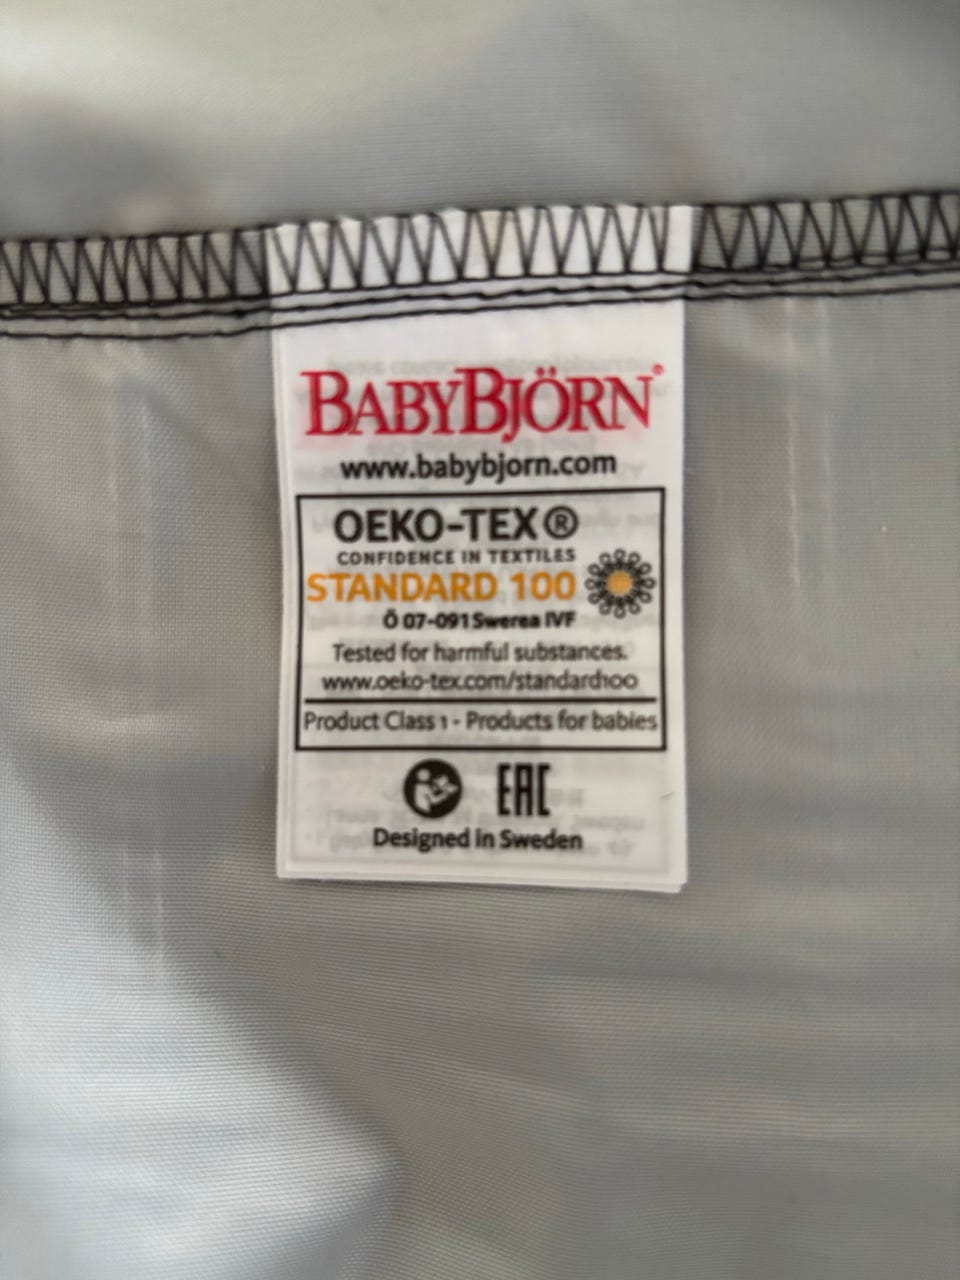 BABYBJÖRN®
www.babybjorn.com
OEKO-TEX®
CONFIDENCE IN TEXTILES
STANDARD 100
Ö 07-091 Swerea IVF
Tested for harmful substances.
www.oeko-tex.com/standard100
Product Class 1 - Products for babies
EAC
Designed in Sweden